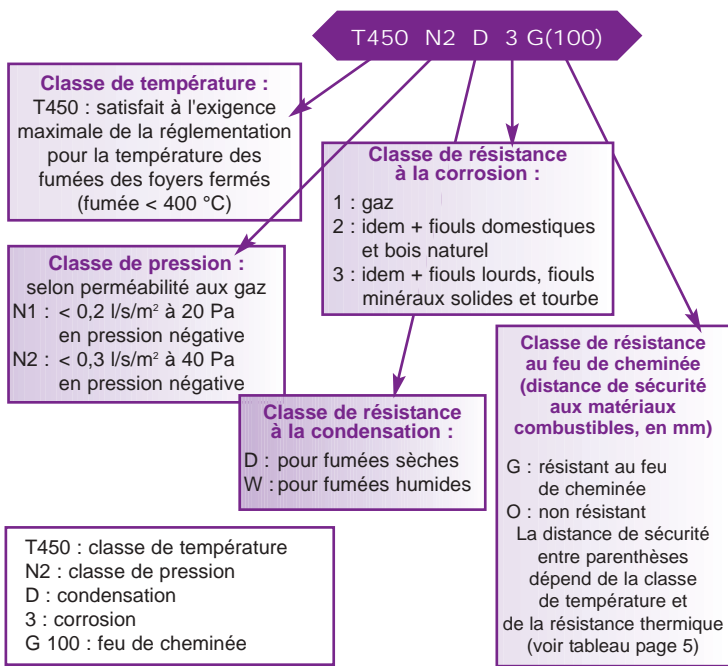 T450 N2 D 3 G(100)
Classe de température :
T450 : satisfait à l'exigence
maximale de la réglementation
pour la température des
fumées des foyers fermés
(fumée < 400 °C)
Classe de résistance
à la corrosion :
1 : gaz
2 : idem + fiouls domestiques
et bois naturel
3 : idem + fiouls lourds, fiouls
minéraux solides et tourbe
Classe de pression :
selon perméabilité aux gaz
N1 : < 0,2 l/s/m² à 20 Pa
en pression négative
N2 : < 0,3 l/s/m² à 40 Pa
en pression négative
Classe de résistance
au feu de cheminée
(distance de sécurité
aux matériaux
combustibles, en mm)
G : résistant au feu
de cheminée
O : non résistant
La distance de sécurité
entre parenthèses
dépend de la classe
de température et
de la résistance thermique
(voir tableau page 5)
Classe de résistance
à la condensation :
D : pour fumées sèches
W : pour fumées humides
T450 : classe de température
N2 : classe de pression
D : condensation
3 : corrosion
G 100 : feu de cheminée